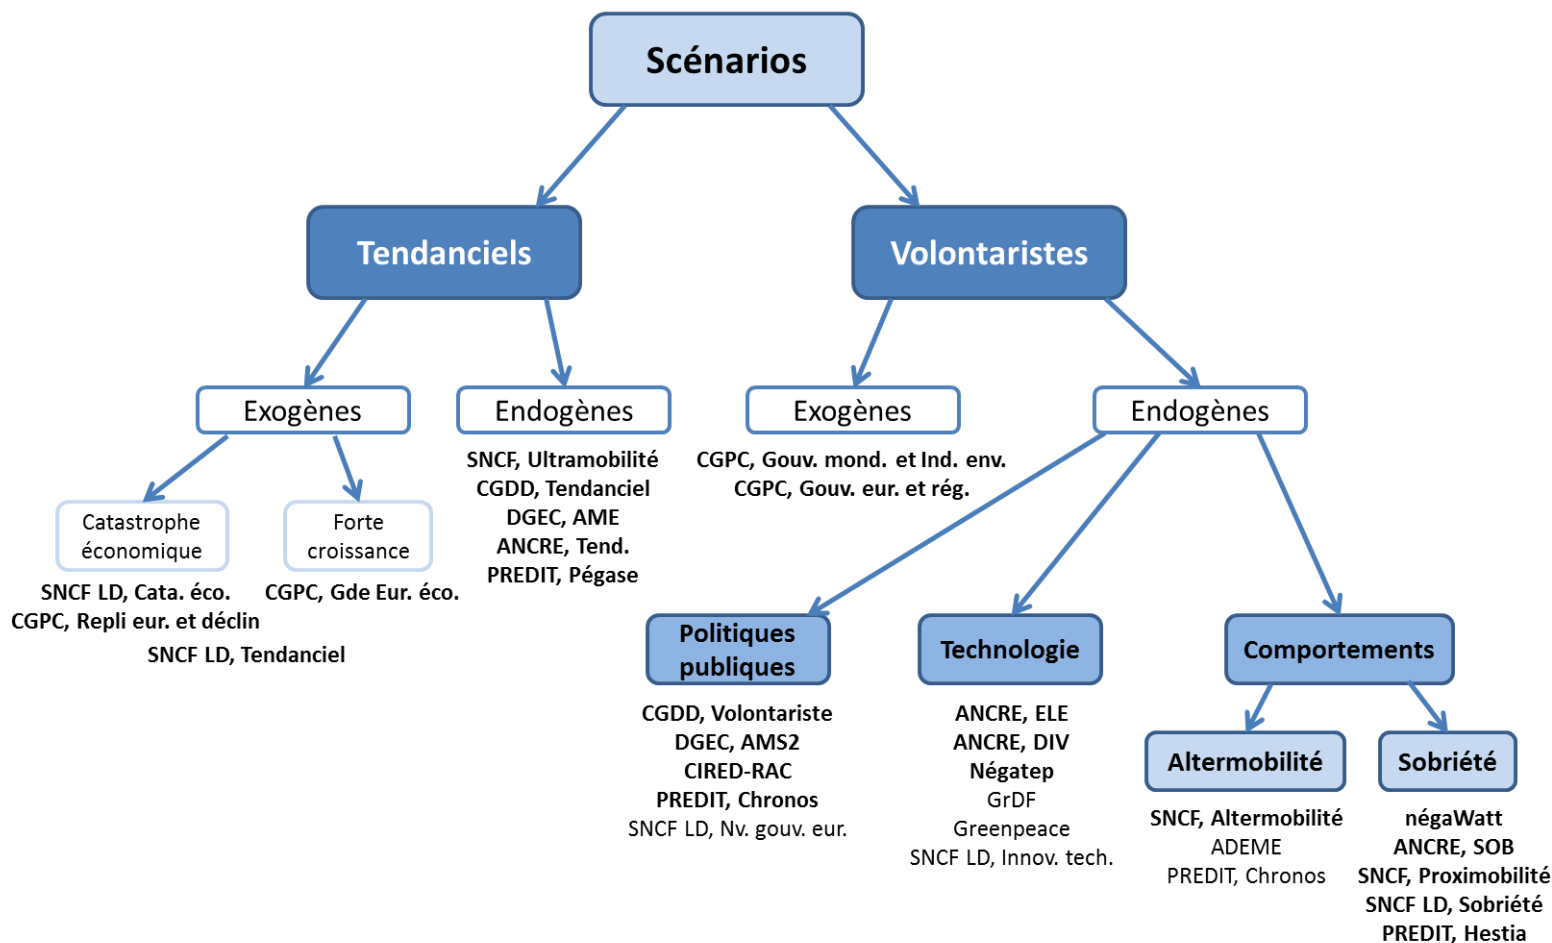 Scénarios
Tendanciels
Volontaristes
Exogènes
Endogènes
Exogènes
Endogènes
SNCF, Ultramobilité
CGDD, Tendanciel
DGEC, AME
ANCRE, Tend.
PREDIT, Pégase
CGPC, Gouv. mond. et Ind. env.
CGPC, Gouv. eur. et rég.
Catastrophe
économique
Forte
croissance
SNCF LD, Cata. éco.
CGPC, Repli eur. et déclin
CGPC, Gde Eur. éco.
SNCF LD, Tendanciel
Politiques
publiques
Technologie
Comportements
CGDD, Volontariste
DGEC, AMS2
CIRED-RAC
PREDIT, Chronos
SNCF LD, Nv. gouv. eur.
ANCRE, ELE
ANCRE, DIV
Négatep
GrDF
Greenpeace
SNCF LD, Innov. tech.
Altermobilité
Sobriété
SNCF, Altermobilité
ADEME
PREDIT, Chronos
négaWatt
ANCRE, SOB
SNCF, Proximobilité
SNCF LD, Sobriété
PREDIT, Hestia